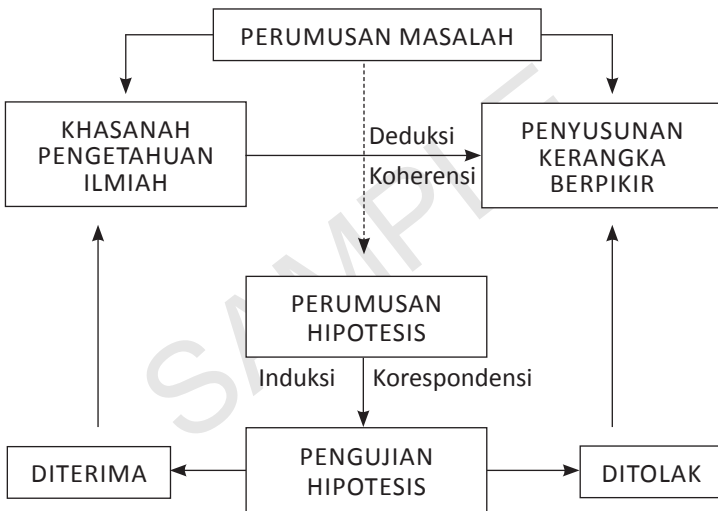 PERUMUSAN MASALAH
KHASANAH
PENGETAHUAN
ILMIAH
Deduksi
Koherensi
PENYUSUNAN
KERANGKA
BERPIKIR
PERUMUSAN
HIPOTESIS
Induksi
Korespondensi
DITERIMA
PENGUJIAN
HIPOTESIS
DITOLAK
SAMPLE